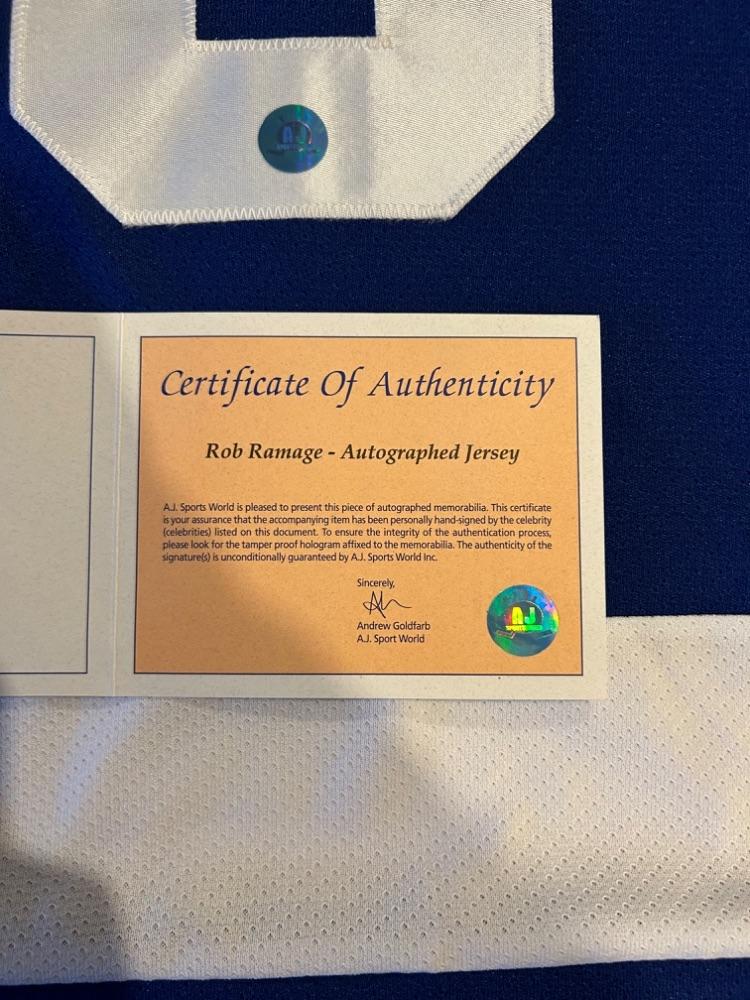 AJ
Certificate Of Authenticity
Rob Ramage - Autographed Jersey
A.J. Sports World is pleased to present this piece of autographed memorabilia. This certificate
is your assurance that the accompanying item has been personally hand-signed by the celebrity
(celebrities) listed on this document. To ensure the integrity of the authentication process,
please look for the tamper proof hologram affixed to the memorabilia. The authenticity of the
signature(s) is unconditionally guaranteed by A.J. Sports World Inc.
Sincerely,
Andrew Goldfarb
A.J. Sport World
AJ